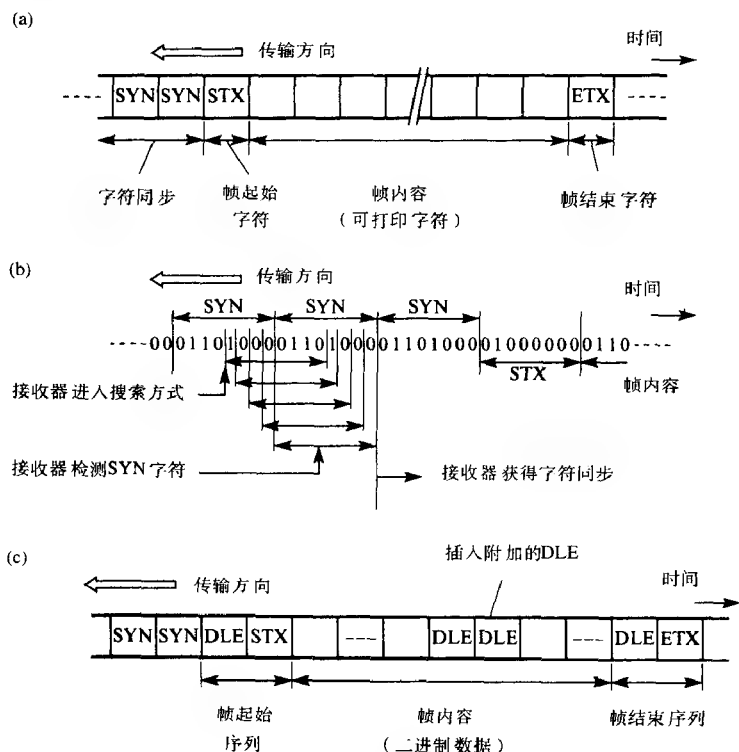 (a)
传输方向
时间
SYN SYN STX ETX
字符同步
帧起始
字符
帧内容
(可打印字符)
帧结束字符
(b)
传输方向
时间
SYN SYN SYN
----00011010000110100001101000010000000110----
STX
接收器进入搜索方式
帧内容
接收器检测SYN字符
接收器获得字符同步
(c)
插入附加的DLE
传输方向
时间
SYN SYN DLE STX ---- DLE DLE ---- DLE ETX
帧起始
序列
帧内容
(二进制数据)
帧结束序列